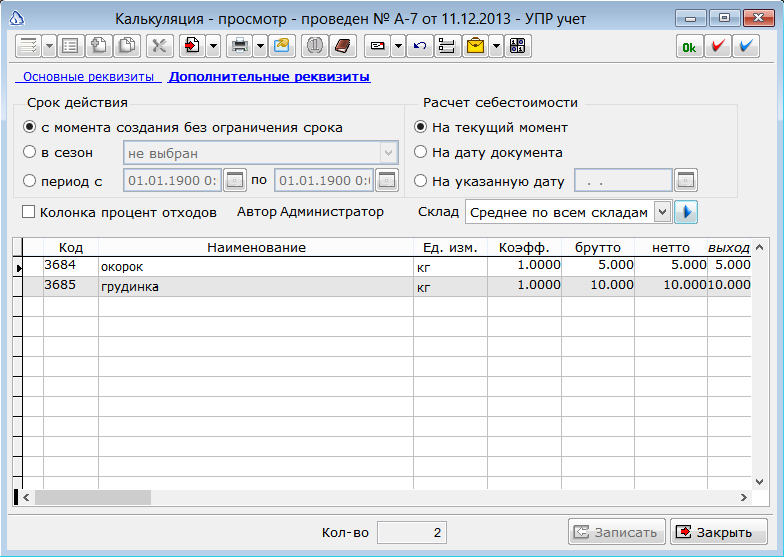 Калькуляция - просмотр - проведен № А-7 от 11.12.2013 - УПР учет
Ok
Основные реквизиты Дополнительные реквизиты
Срок действия Расчет себестоимости
с момента создания без ограничения срока На текущий момент
в сезон не выбран На дату документа
период с 01.01.1900 0: по 01.01.1900 0: На указанную дату . .
Колонка процент отходов Автор Администратор Склад Среднее по всем складам
Код Наименование Ед. изм. Коэфф. брутто нетто выход
3684 окорок кг 1.0000 5.000 5.000 5.000
3685 грудинка кг 1.0000 10.000 10.000 10.000
Кол-во 2 Записать Закрыть